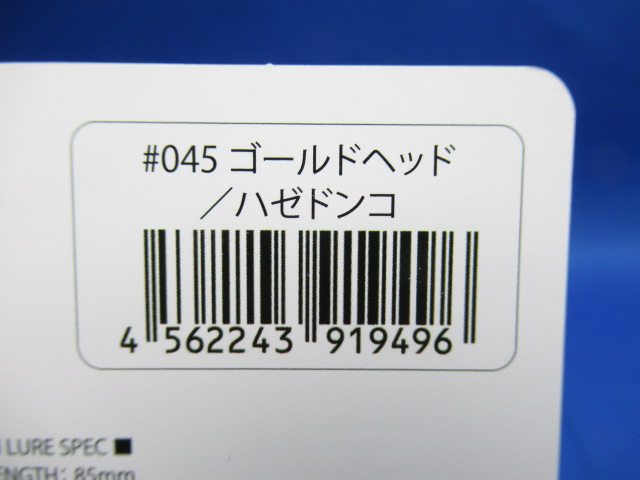 #045 ゴールドヘッド
／ハゼドンコ
4 562243 919496
LURE SPEC ■
LENGTH: 85mm